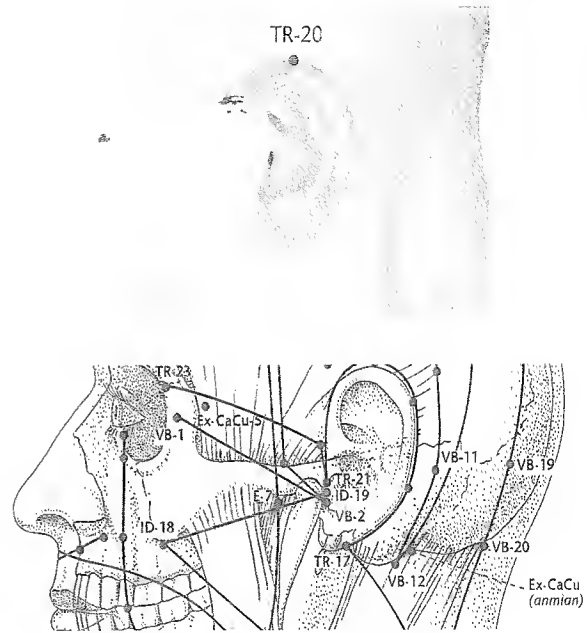 TR-20
TR-23
Ex-CaCu-5
VB-1
VB-11
VB-19
TR-21
E-7
ID-19
VB-2
ID-18
TR-17
VB-20
VB-12
Ex-CaCu
(anmian)